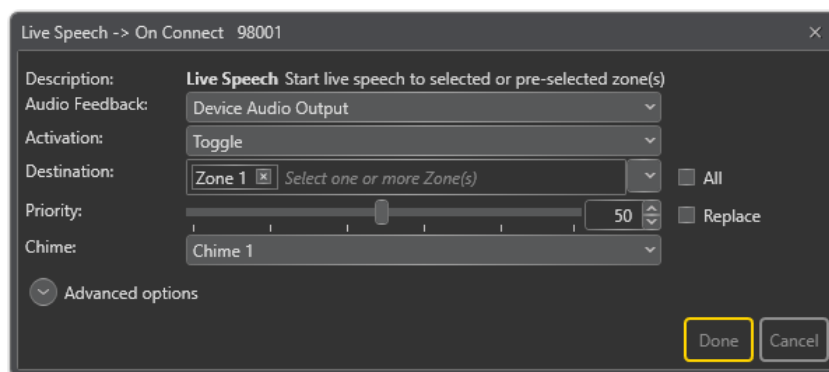 Live Speech -> On Connect 98001
Description: Live Speech Start live speech to selected or pre-selected zone(s)
Audio Feedback: Device Audio Output
Activation: Toggle
Destination: Zone 1 Select one or more Zone(s) All
Priority: 50 Replace
Chime: Chime 1
Advanced options
Done Cancel